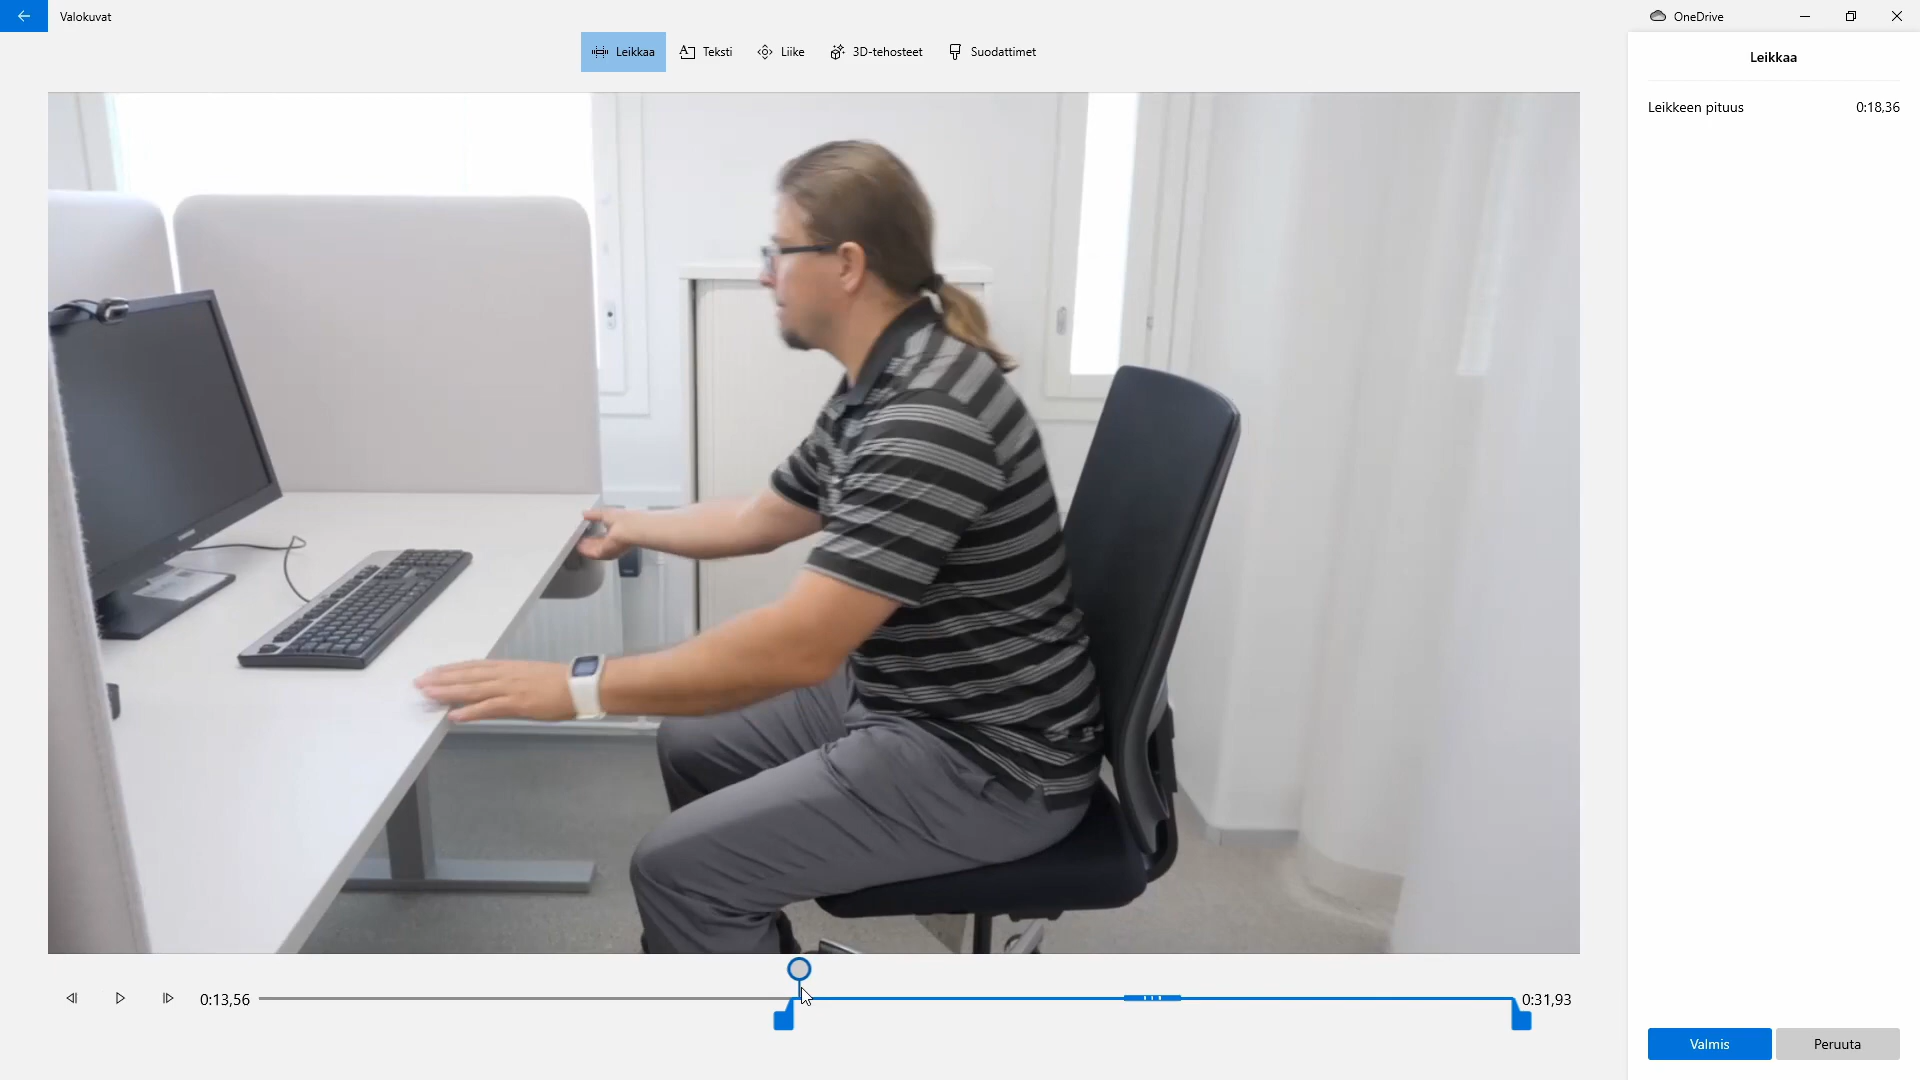 Valokuvat
OneDrive
Leikkaa
Teksti
Liike
3D-tehosteet
Suodattimet
Leikkaa
Leikkeen pituus
0:18,36
0:13,56
0:31,93
Valmis
Peruuta